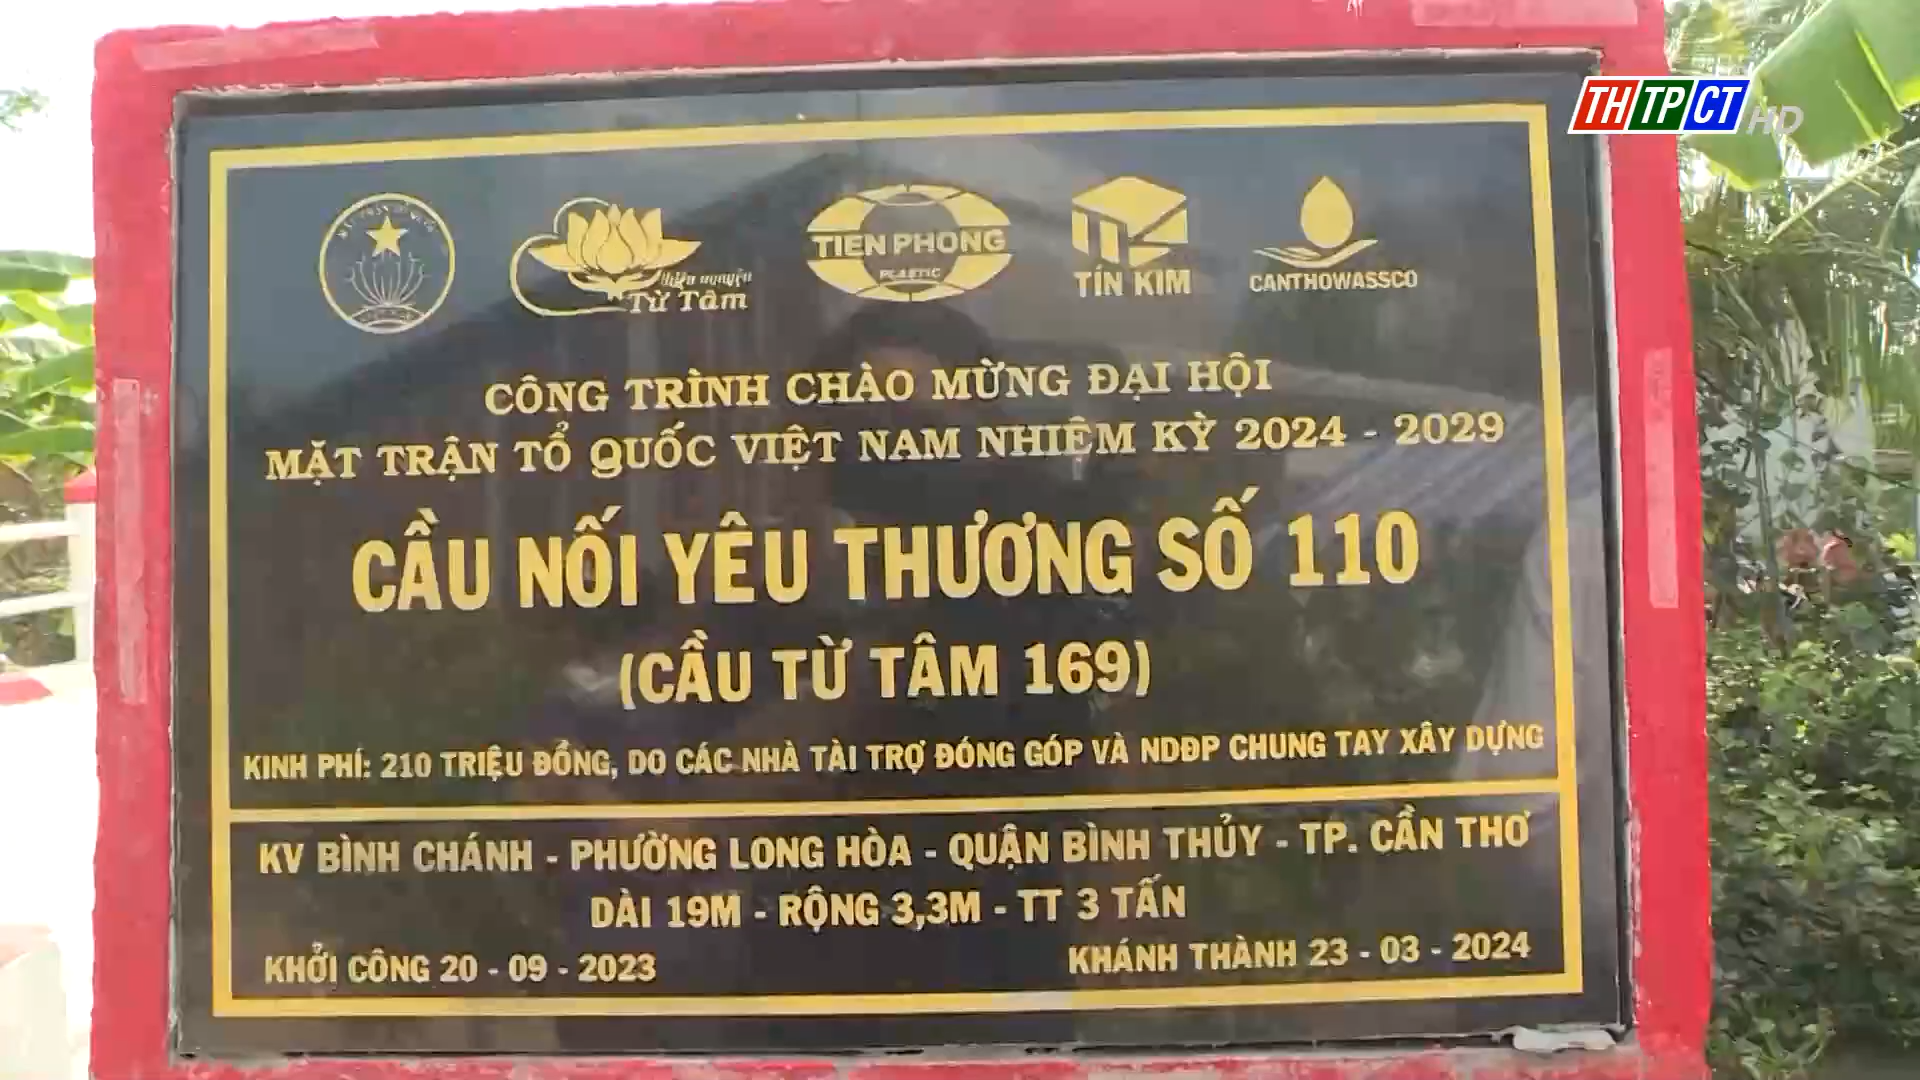 THTPCT HD
thiện nguyện
Từ Tâm
TIEN PHONG
PLASTIC
TÍN KIM
CANTHOWASSCO
CÔNG TRÌNH CHÀO MỪNG ĐẠI HỘI
MẶT TRẬN TỔ QUỐC VIỆT NAM NHIỆM KỲ 2024 - 2029
CẦU NỐI YÊU THƯƠNG SỐ 110
(CẦU TỪ TÂM 169)
KINH PHÍ: 210 TRIỆU ĐỒNG, DO CÁC NHÀ TÀI TRỢ ĐÓNG GÓP VÀ NDĐP CHUNG TAY XÂY DỰNG
KV BÌNH CHÁNH - PHƯỜNG LONG HÒA - QUẬN BÌNH THỦY - TP. CẦN THƠ
DÀI 19M - RỘNG 3,3M - TT 3 TẤN
KHỞI CÔNG 20 - 09 - 2023
KHÁNH THÀNH 23 - 03 - 2024